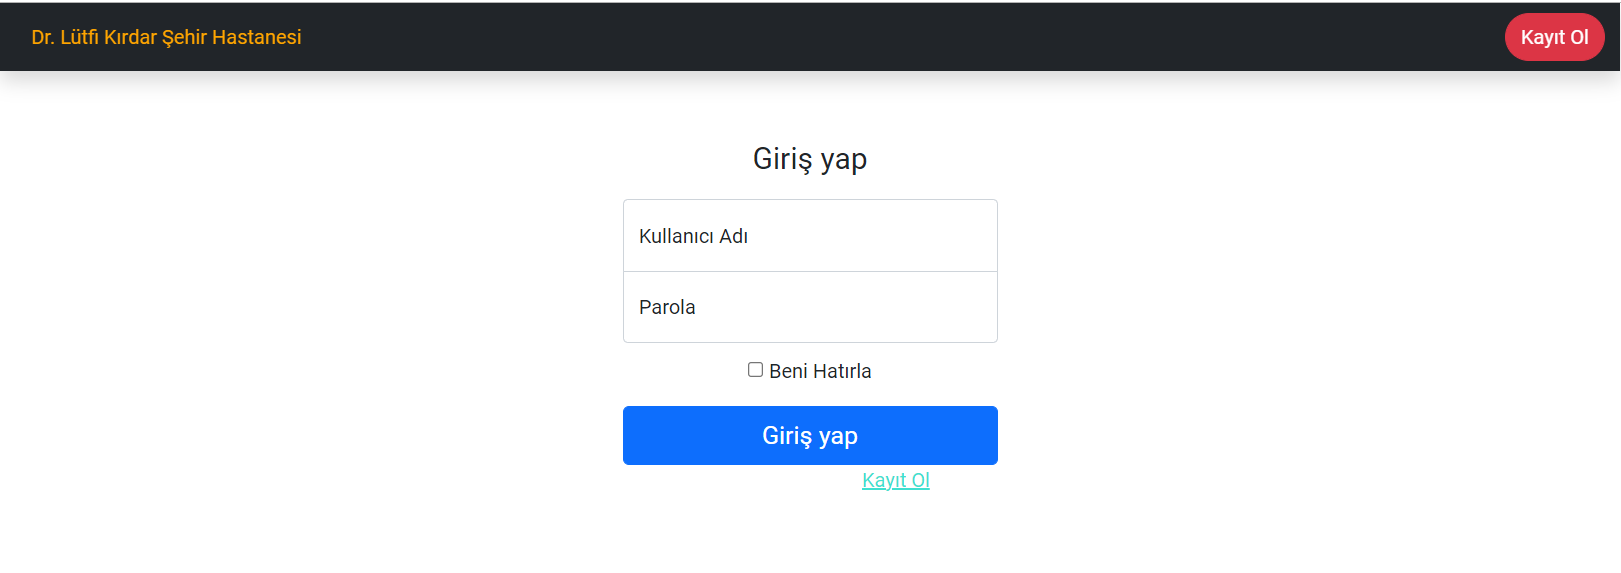 Dr. Lütfi Kırdar Şehir Hastanesi
Kayıt Ol
Giriş yap
Kullanıcı Adı
Parola
Beni Hatırla
Giriş yap
Kayıt Ol